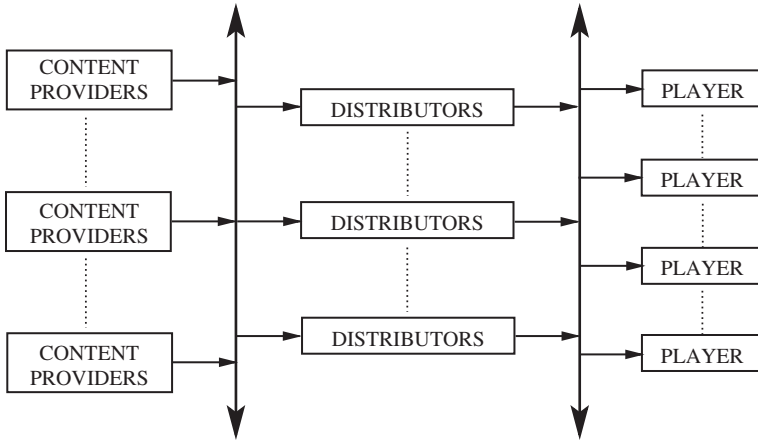 CONTENT
PROVIDERS
CONTENT
PROVIDERS
CONTENT
PROVIDERS
DISTRIBUTORS
DISTRIBUTORS
DISTRIBUTORS
PLAYER
PLAYER
PLAYER
PLAYER